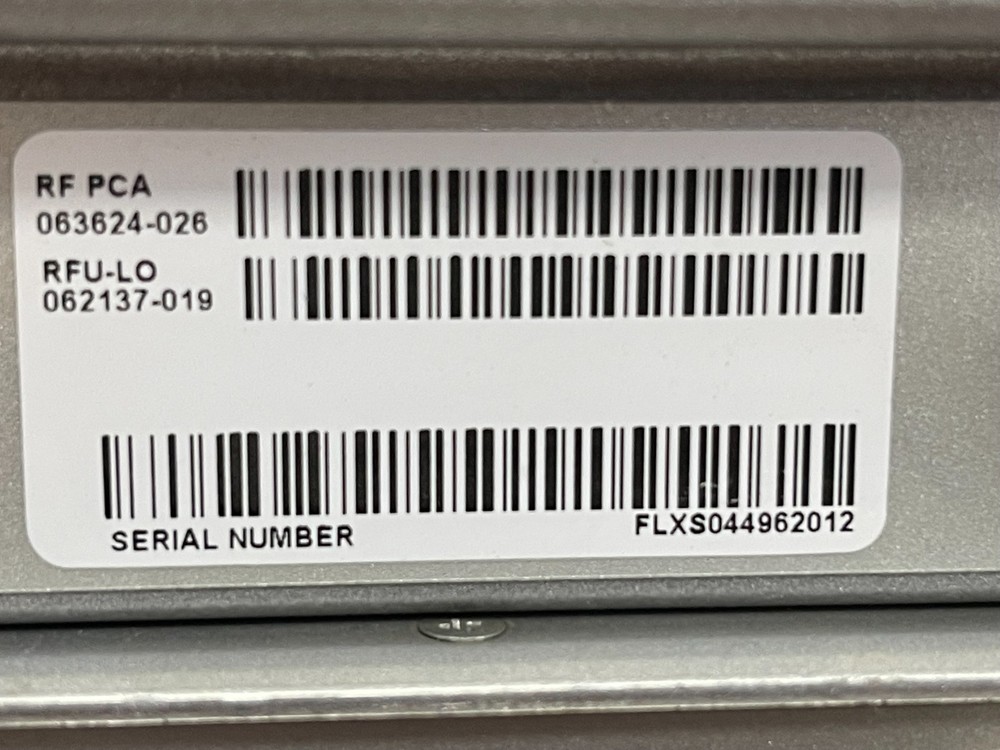 RF PCA
063624-026
RFU-LO
062137-019
SERIAL NUMBER
FLXS044962012